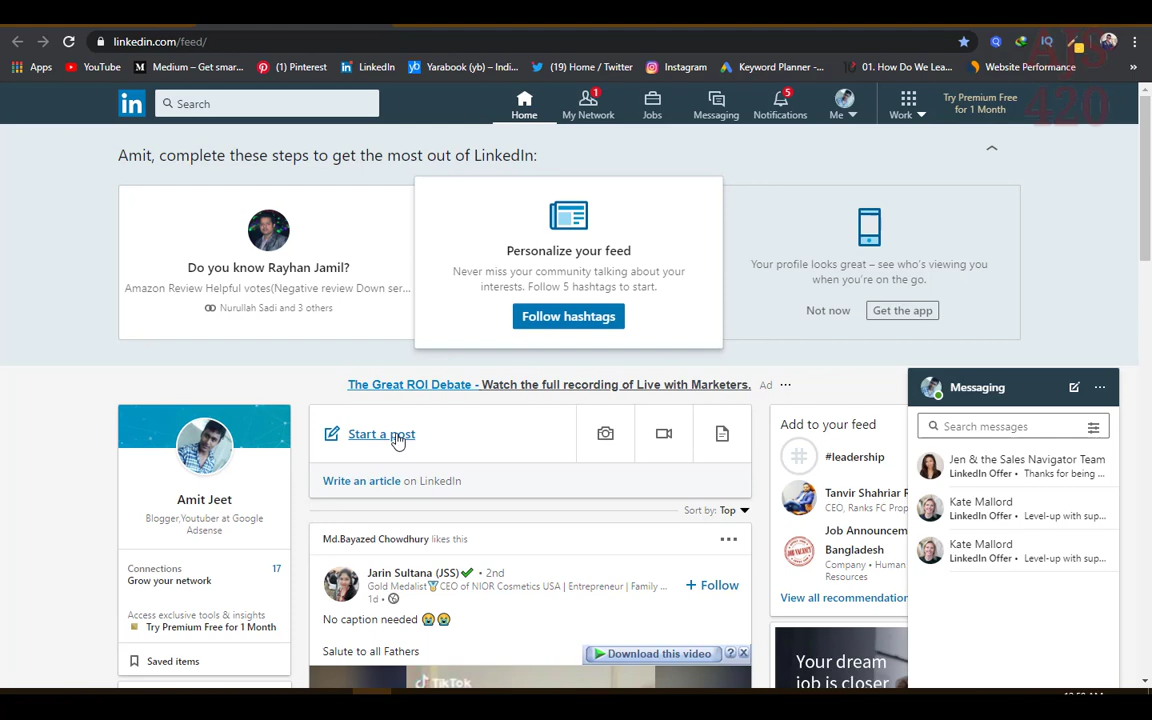 linkedin.com/feed/
IQ
Apps
YouTube
Medium – Get smar...
(19) Pinterest
LinkedIn
Yarabook (yb) – Indi...
(19) Home / Twitter
Instagram
Keyword Planner -...
01. How Do We Lea...
Website Performance
»
AYS
420
in
Search
Home
1
My Network
Jobs
Messaging
5
Notifications
Me
Work
Try Premium Free
for 1 Month
Amit, complete these steps to get the most out of LinkedIn:
Do you know Rayhan Jamil?
Amazon Review Helpful votes(Negative review Down ser...
Nurullah Sadi and 3 others
Personalize your feed
Never miss your community talking about your
interests. Follow 5 hashtags to start.
Follow hashtags
Your profile looks great – see who's viewing you
when you're on the go.
Not now
Get the app
The Great ROI Debate - Watch the full recording of Live with Marketers. Ad ···
Amit Jeet
Blogger,Youtuber at Google
Adsense
Connections 17
Grow your network
Access exclusive tools & insights
Try Premium Free for 1 Month
Saved items
Start a post
Write an article on LinkedIn
Sort by: Top
Md.Bayazed Chowdhury likes this
Jarin Sultana (JSS) • 2nd
Gold Medalist CEO of NIOR Cosmetics USA | Entrepreneur | Family ...
1d •
+ Follow
No caption needed 😭😭
Salute to all Fathers
Download this video
?
TikTok
Add to your feed
#leadership
Tanvir Shahriar
CEO, Ranks FC Prop
Job Announcem
Bangladesh
Company • Human
Resources
View all recommendation
Your dream
job is closer
Messaging
Search messages
Jen & the Sales Navigator Team
LinkedIn Offer • Thanks for being ...
Kate Mallord
LinkedIn Offer • Level-up with sup...
Kate Mallord
LinkedIn Offer • Level-up with sup...